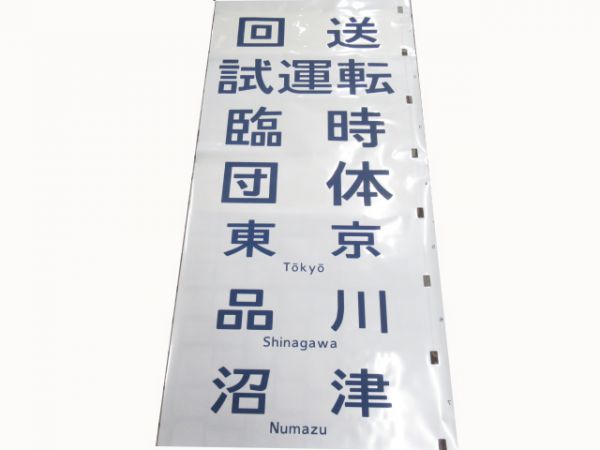 回送
試運転
臨時
団体
東京
Tōkyō
品川
Shinagawa
沼津
Numazu